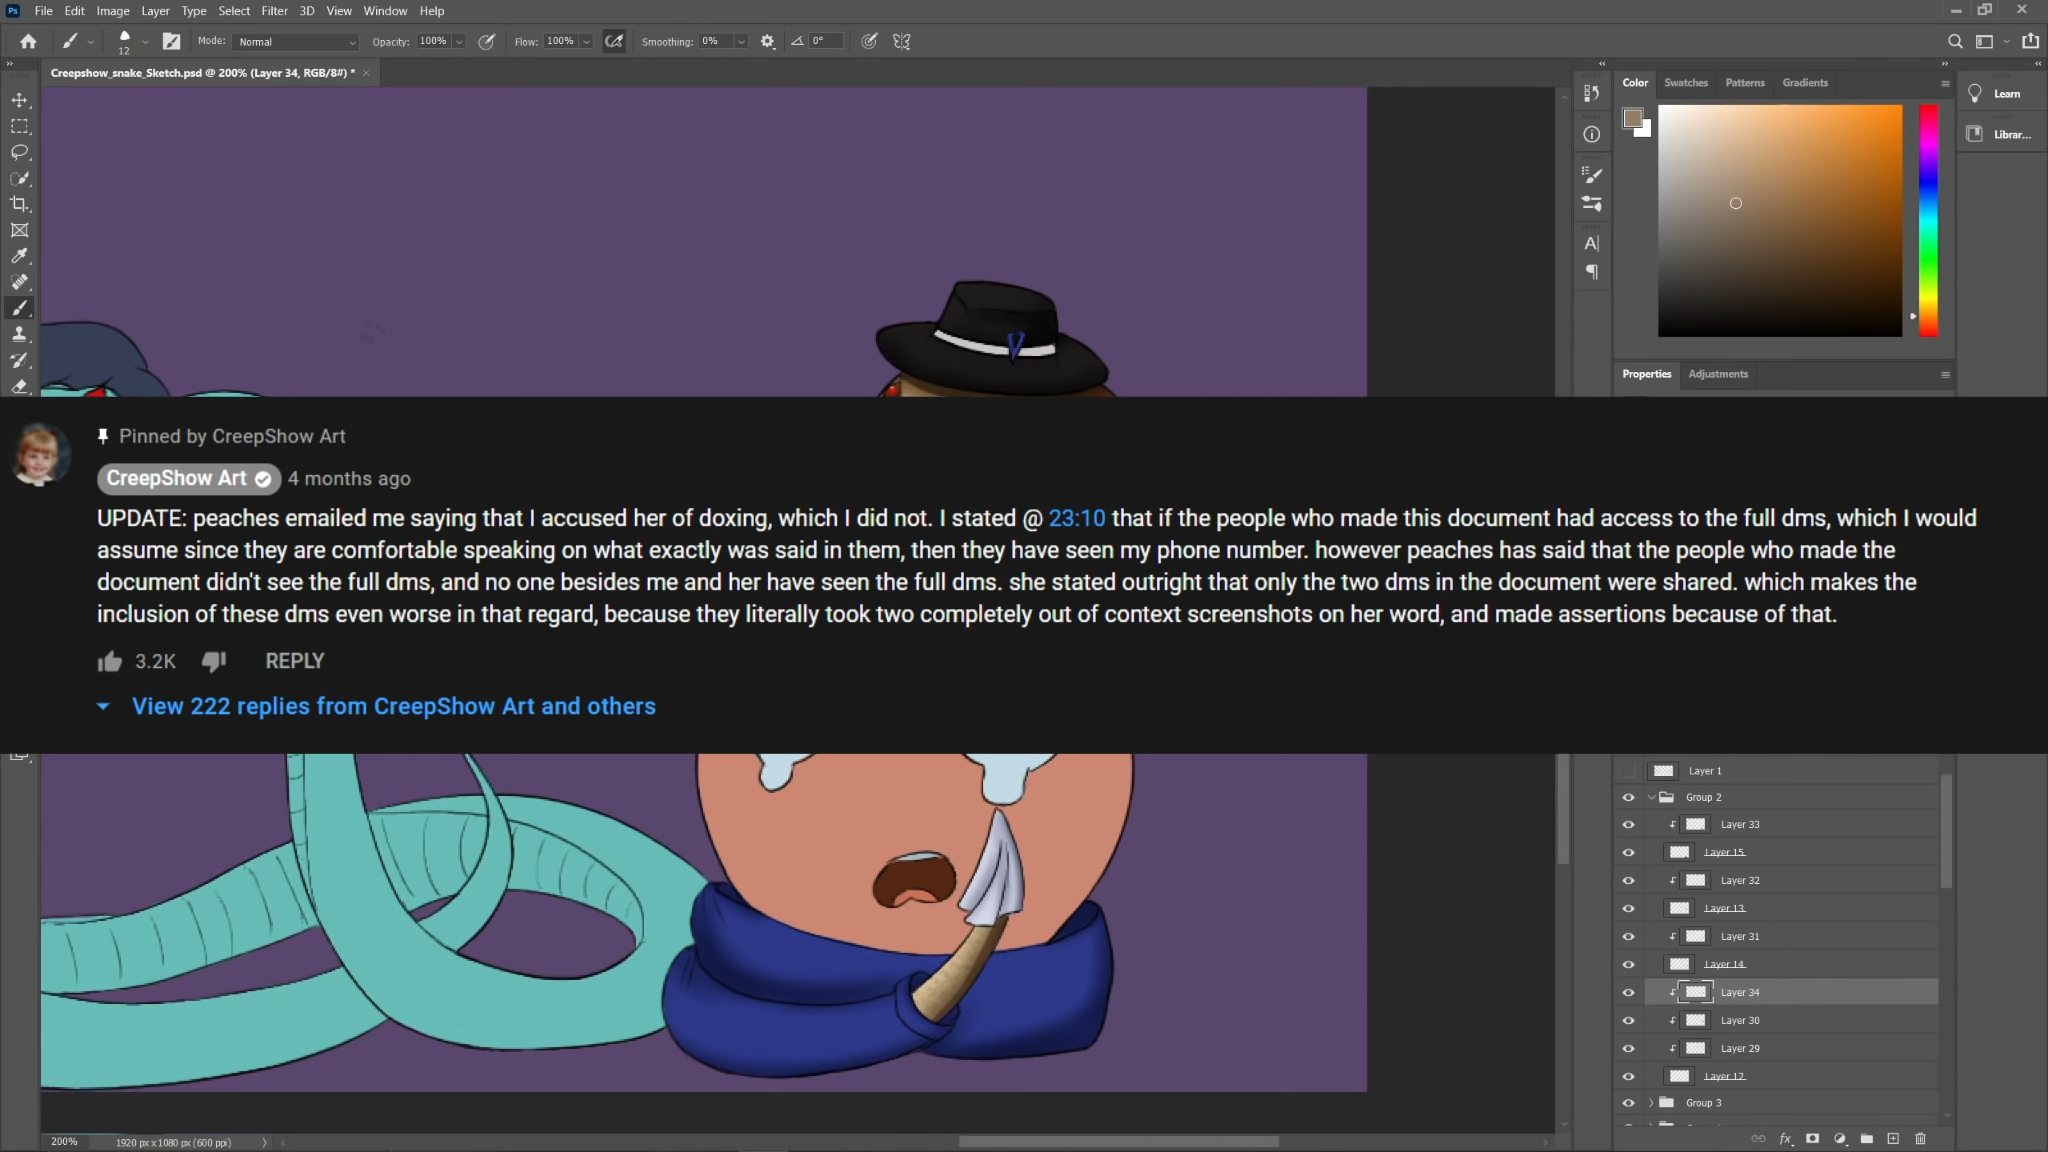 Ps File Edit Image Layer Type Select Filter 3D View Window Help
12 Mode: Normal Opacity: 100% Flow: 100% Smoothing: 0% 0°
Creepshow_snake_Sketch.psd @ 200% (Layer 34, RGB/8#) *
Color Swatches Patterns Gradients
Learn
Librar...
Properties Adjustments
Pinned by CreepShow Art
CreepShow Art 4 months ago
UPDATE: peaches emailed me saying that I accused her of doxing, which I did not. I stated @ 23:10 that if the people who made this document had access to the full dms, which I would
assume since they are comfortable speaking on what exactly was said in them, then they have seen my phone number. however peaches has said that the people who made the
document didn't see the full dms, and no one besides me and her have seen the full dms. she stated outright that only the two dms in the document were shared. which makes the
inclusion of these dms even worse in that regard, because they literally took two completely out of context screenshots on her word, and made assertions because of that.
3.2K REPLY
View 222 replies from CreepShow Art and others
Layer 1
Group 2
Layer 33
Layer 15
Layer 32
Layer 13
Layer 31
Layer 14
Layer 34
Layer 30
Layer 29
Layer 12
Group 3
200% 1920 px x 1080 px (600 ppi)
fx